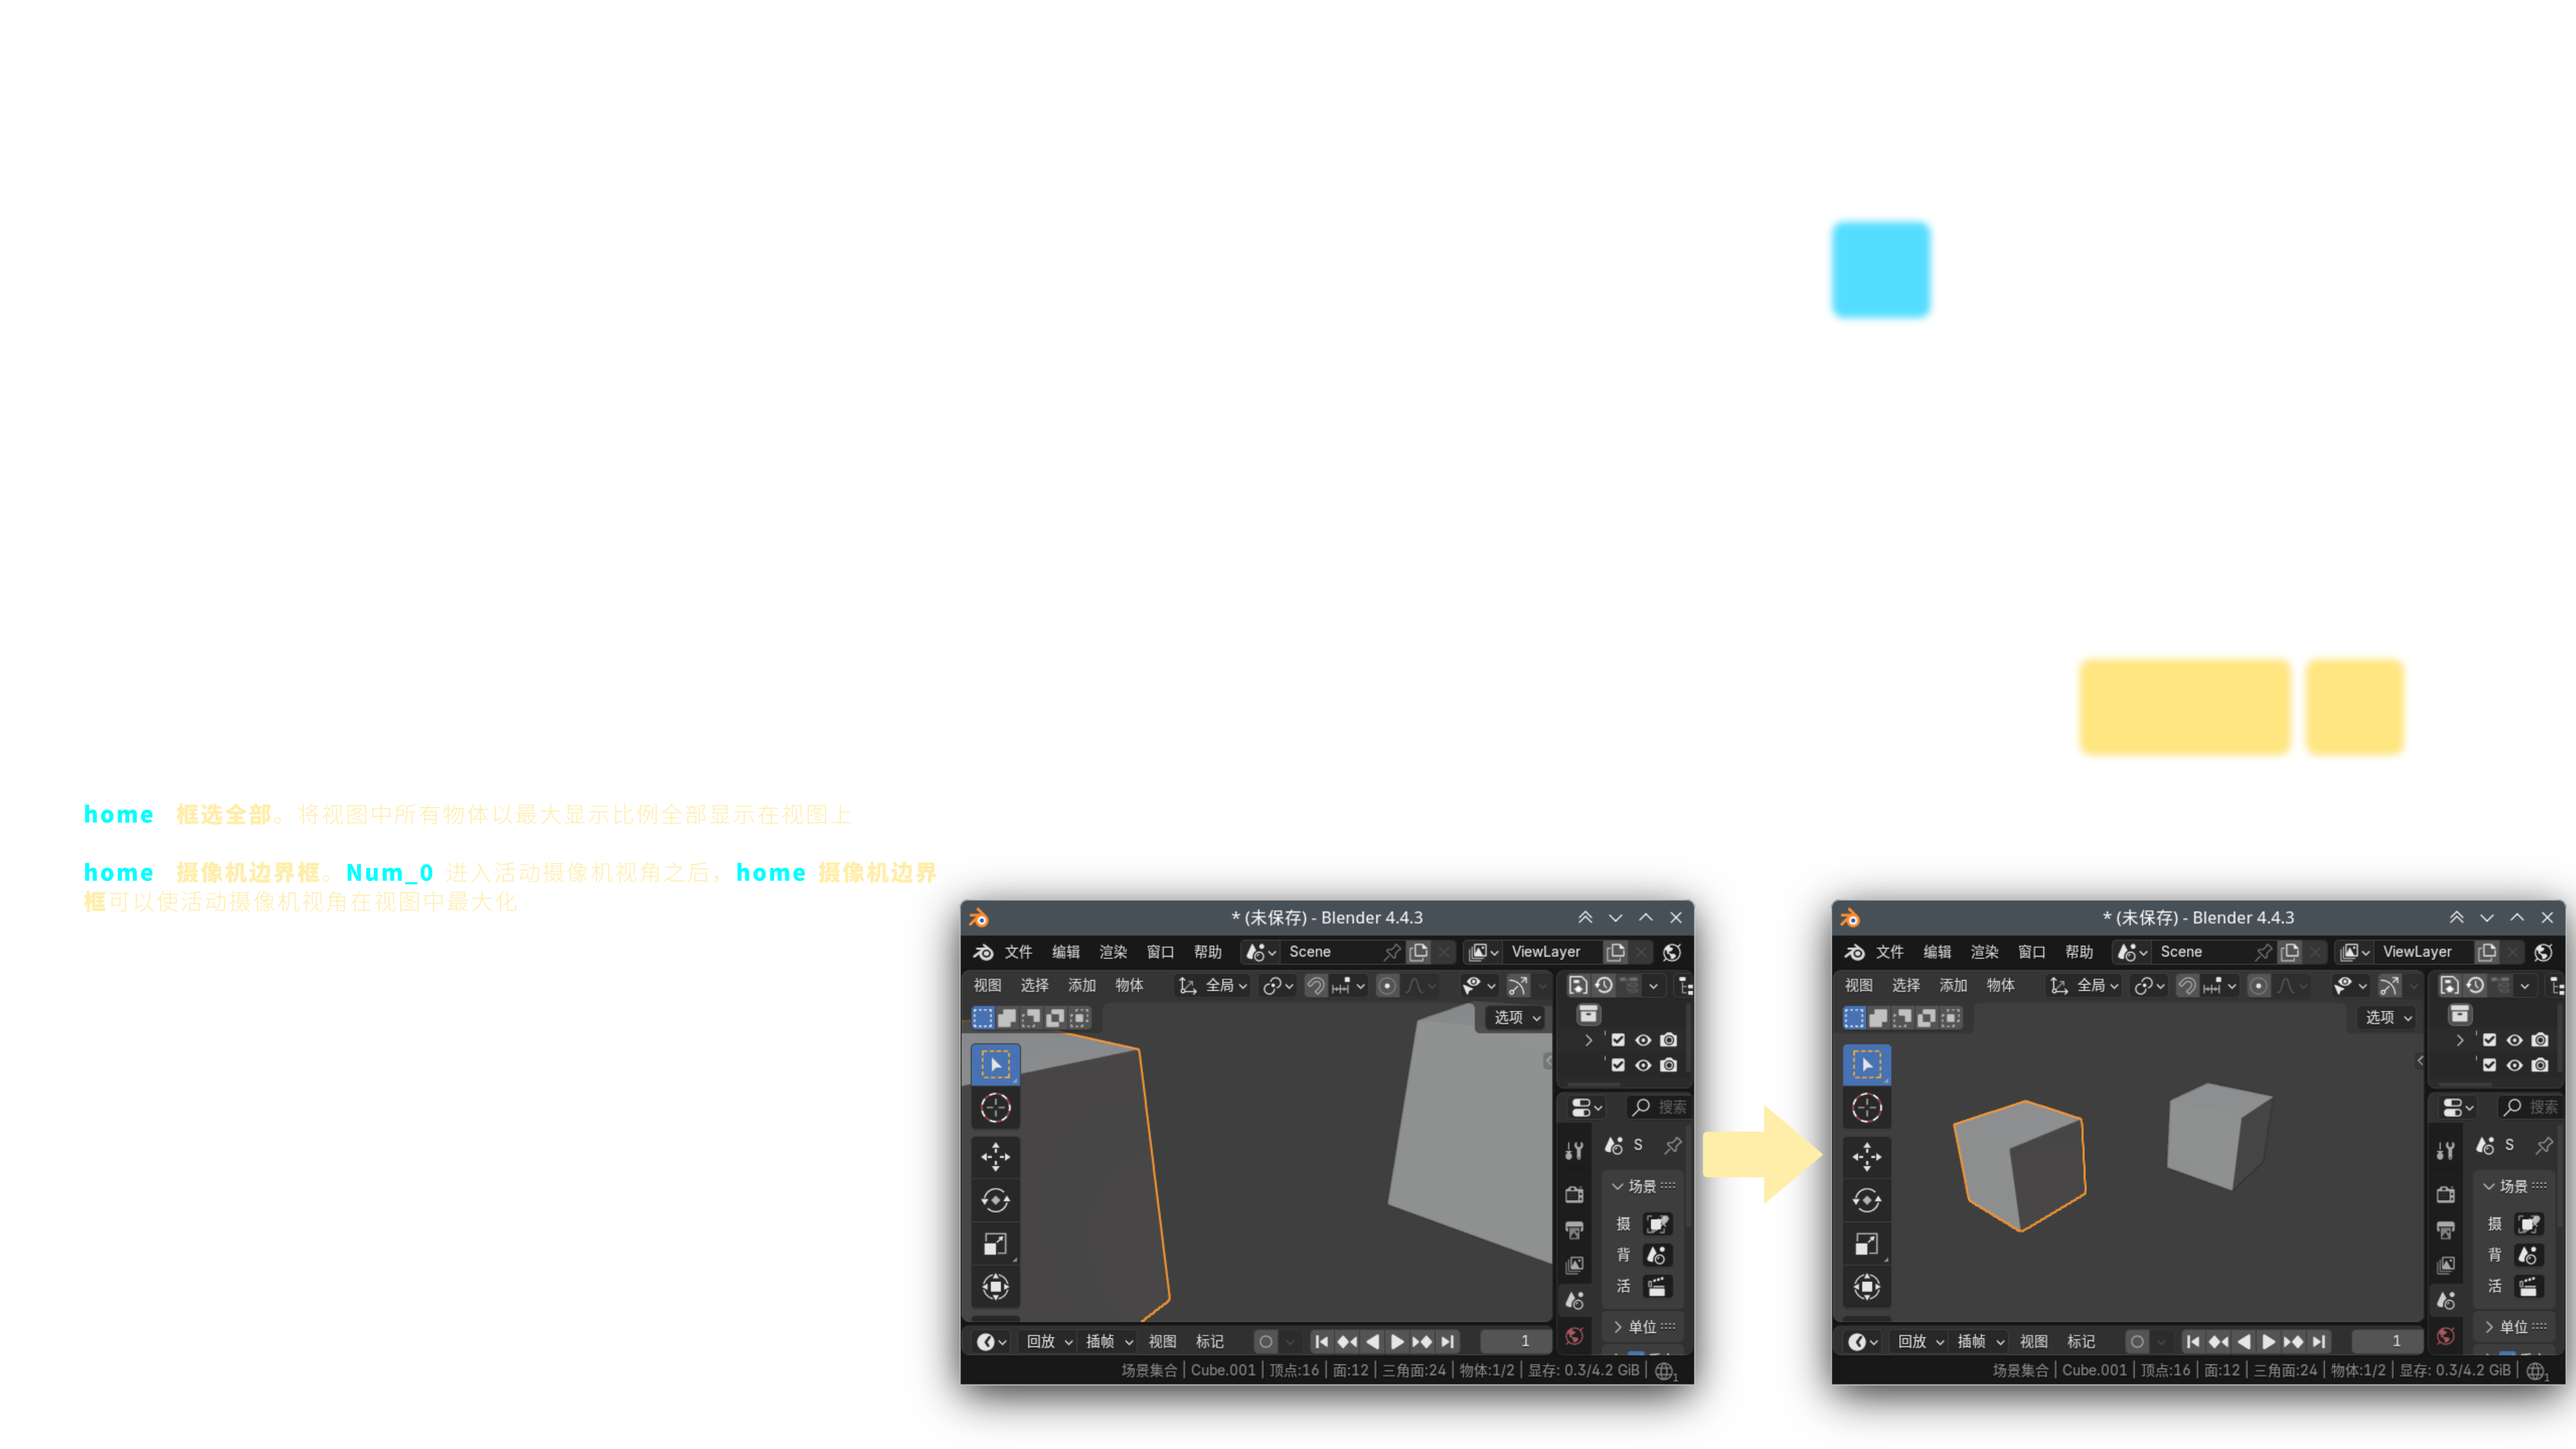 home 框选全部。将视图中所有物体以最大显示比例全部显示在视图上
home 摄像机边界框。Num_0 进入活动摄像机视角之后，home 摄像机边界
框可以使活动摄像机视角在视图中最大化
* (未保存) - Blender 4.4.3
文件 编辑 渲染 窗口 帮助 Scene ViewLayer
视图 选择 添加 物体 全局
选项
搜索
S
场景
摄
背
活
单位
回放 插帧 视图 标记 1
场景集合 | Cube.001 | 顶点:16 | 面:12 | 三角面:24 | 物体:1/2 | 显存: 0.3/4.2 GiB | 1
* (未保存) - Blender 4.4.3
文件 编辑 渲染 窗口 帮助 Scene ViewLayer
视图 选择 添加 物体 全局
选项
搜索
S
场景
摄
背
活
单位
回放 插帧 视图 标记 1
场景集合 | Cube.001 | 顶点:16 | 面:12 | 三角面:24 | 物体:1/2 | 显存: 0.3/4.2 GiB | 1